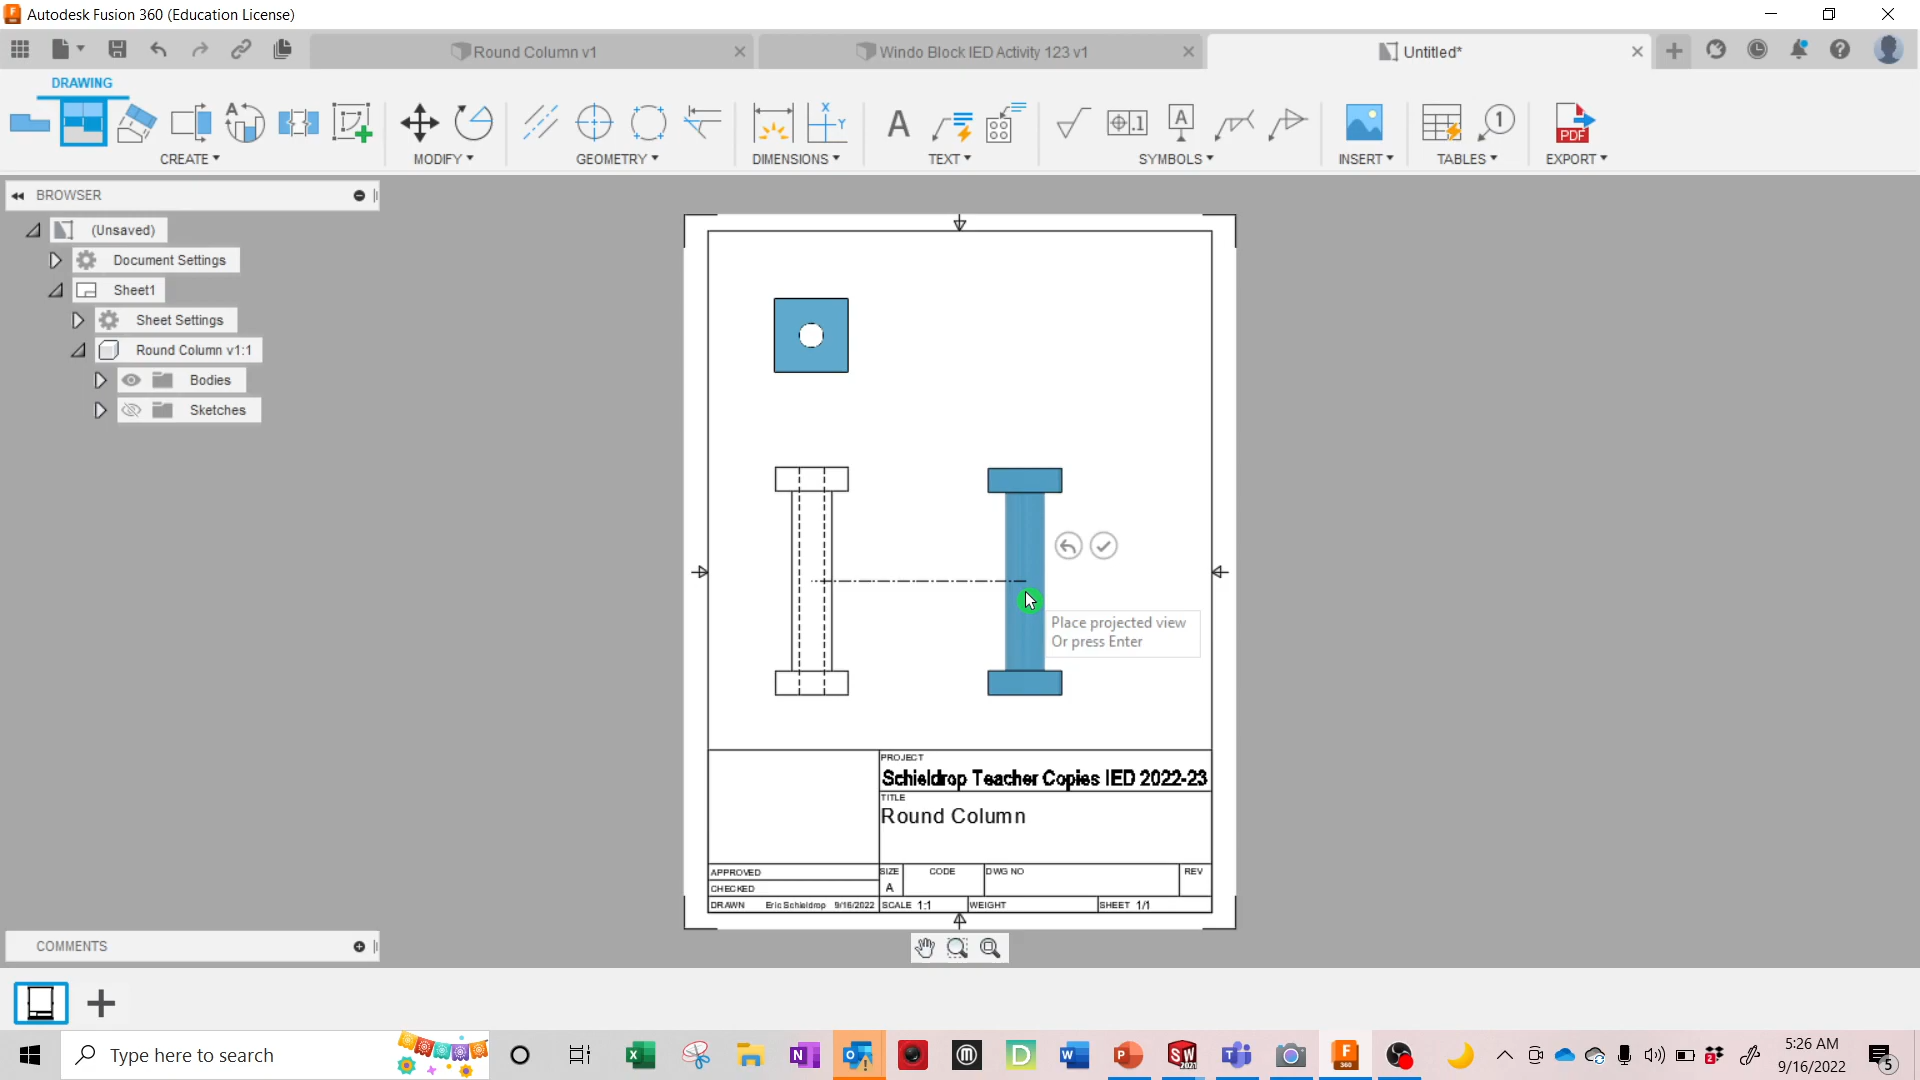 Autodesk Fusion 360 (Education License)
Round Column v1
Windo Block IED Activity 123 v1
Untitled*
DRAWING
CREATE
MODIFY
GEOMETRY
DIMENSIONS
TEXT
SYMBOLS
INSERT
TABLES
EXPORT
BROWSER
(Unsaved)
Document Settings
Sheet1
Sheet Settings
Round Column v1:1
Bodies
Sketches
Place projected view
Or press Enter
PROJECT
Schieldrop Teacher Copies IED 2022-23
TITLE
Round Column
APPROVED
CHECKED
DRAWN Eric Schieldrop 9/16/2022
SIZE
A
CODE
DWG NO
REV
SCALE 1:1
WEIGHT
SHEET 1/1
COMMENTS
Type here to search
5:26 AM
9/16/2022
5